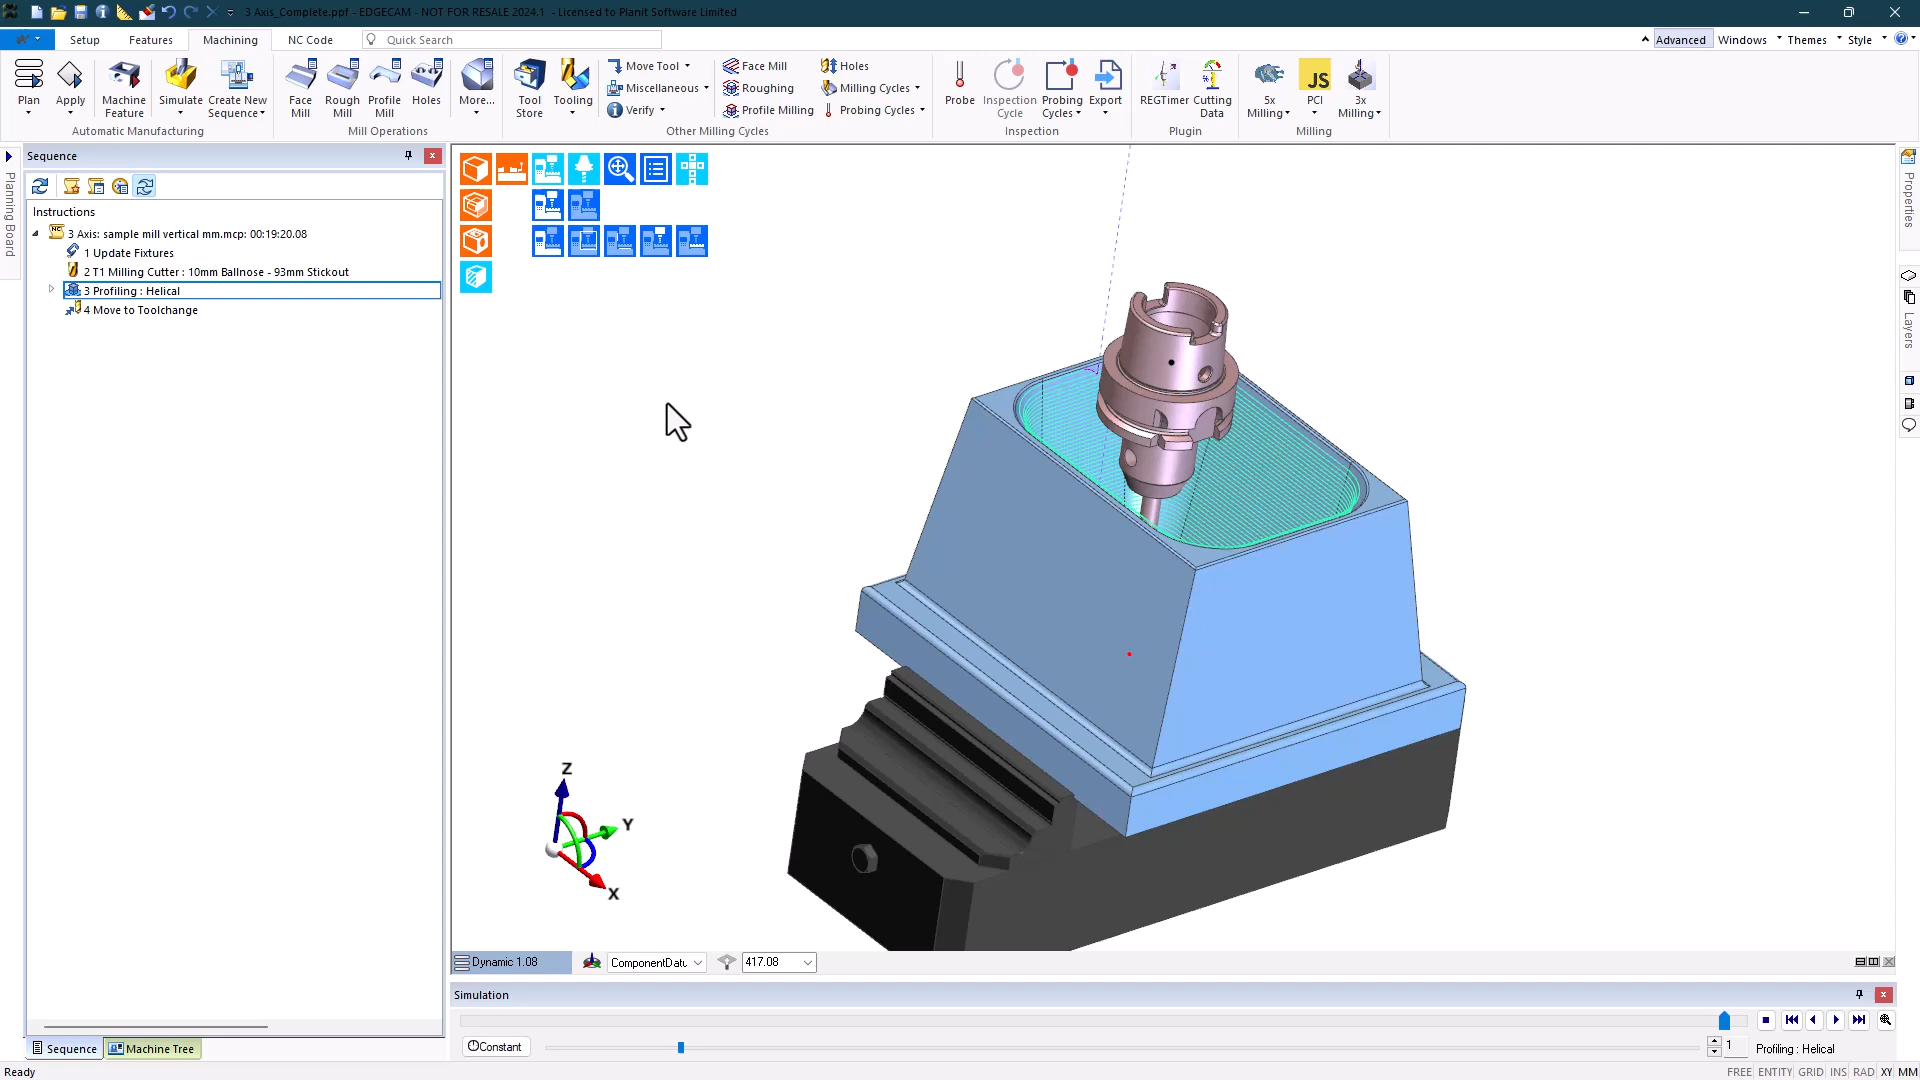 3 Axis_Complete.ppf - EDGECAM - NOT FOR RESALE 2024.1 - Licensed to Planit Software Limited
Setup
Features
Machining
NC Code
Quick Search
Advanced
Windows
Themes
Style
Plan
Apply
Machine Feature
Simulate
Create New Sequence
Automatic Manufacturing
Face Mill
Rough Mill
Profile Mill
Holes
More...
Mill Operations
Tool Store
Tooling
Move Tool
Miscellaneous
Verify
Face Mill
Roughing
Profile Milling
Holes
Milling Cycles
Probing Cycles
Other Milling Cycles
Probe
Inspection Cycle
Probing Cycles
Export
Inspection
REGTimer
Cutting Data
Plugin
5x Milling
JS
PCI
3x Milling
Milling
Planning Board
Sequence
Instructions
3 Axis: sample mill vertical mm.mcp: 00:19:20.08
1 Update Fixtures
2 T1 Milling Cutter : 10mm Ballnose - 93mm Stickout
3 Profiling : Helical
4 Move to Toolchange
Sequence
Machine Tree
Properties
Layers
Z
Y
X
Dynamic 1.08
ComponentDatu
417.08
Simulation
Constant
1
Profiling : Helical
Ready
FREE ENTITY GRID INS RAD XY MM